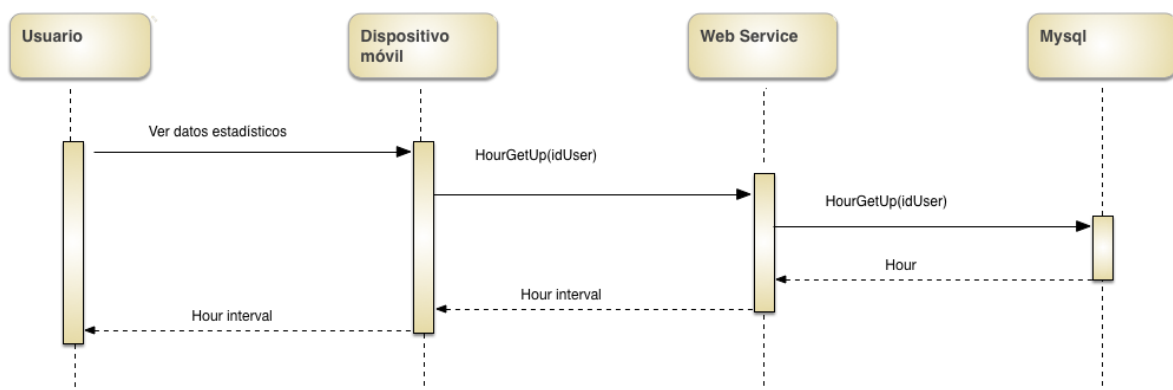 Usuario
Dispositivo
móvil
Web Service
Mysql
Ver datos estadísticos
HourGetUp(idUser)
HourGetUp(idUser)
Hour
Hour interval
Hour interval